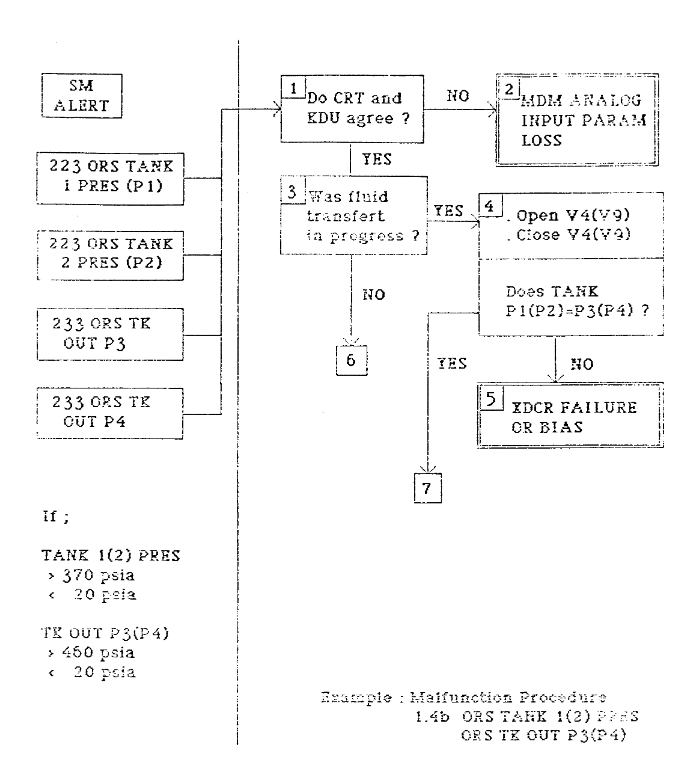 SM
ALERT
223 ORS TANK
1 PRES (P1)
223 ORS TANK
2 PRES (P2)
233 ORS TK
OUT P3
233 ORS TK
OUT P4
If ;
TANK 1(2) PRES
> 370 psia
< 20 psia
TK OUT P3(P4)
> 460 psia
< 20 psia
1
Do CRT and
KDU agree ?
NO
2
MDM ANALOG
INPUT PARAM
LOSS
YES
3
Was fluid
transfert
in progress ?
YES
4
. Open V4(V9)
. Close V4(V9)
Does TANK
P1(P2)=P3(P4) ?
NO
6
YES
NO
5
XDCR FAILURE
OR BIAS
7
Example : Malfunction Procedure
1.4b ORS TANK 1(2) PRES
ORS TK OUT P3(P4)